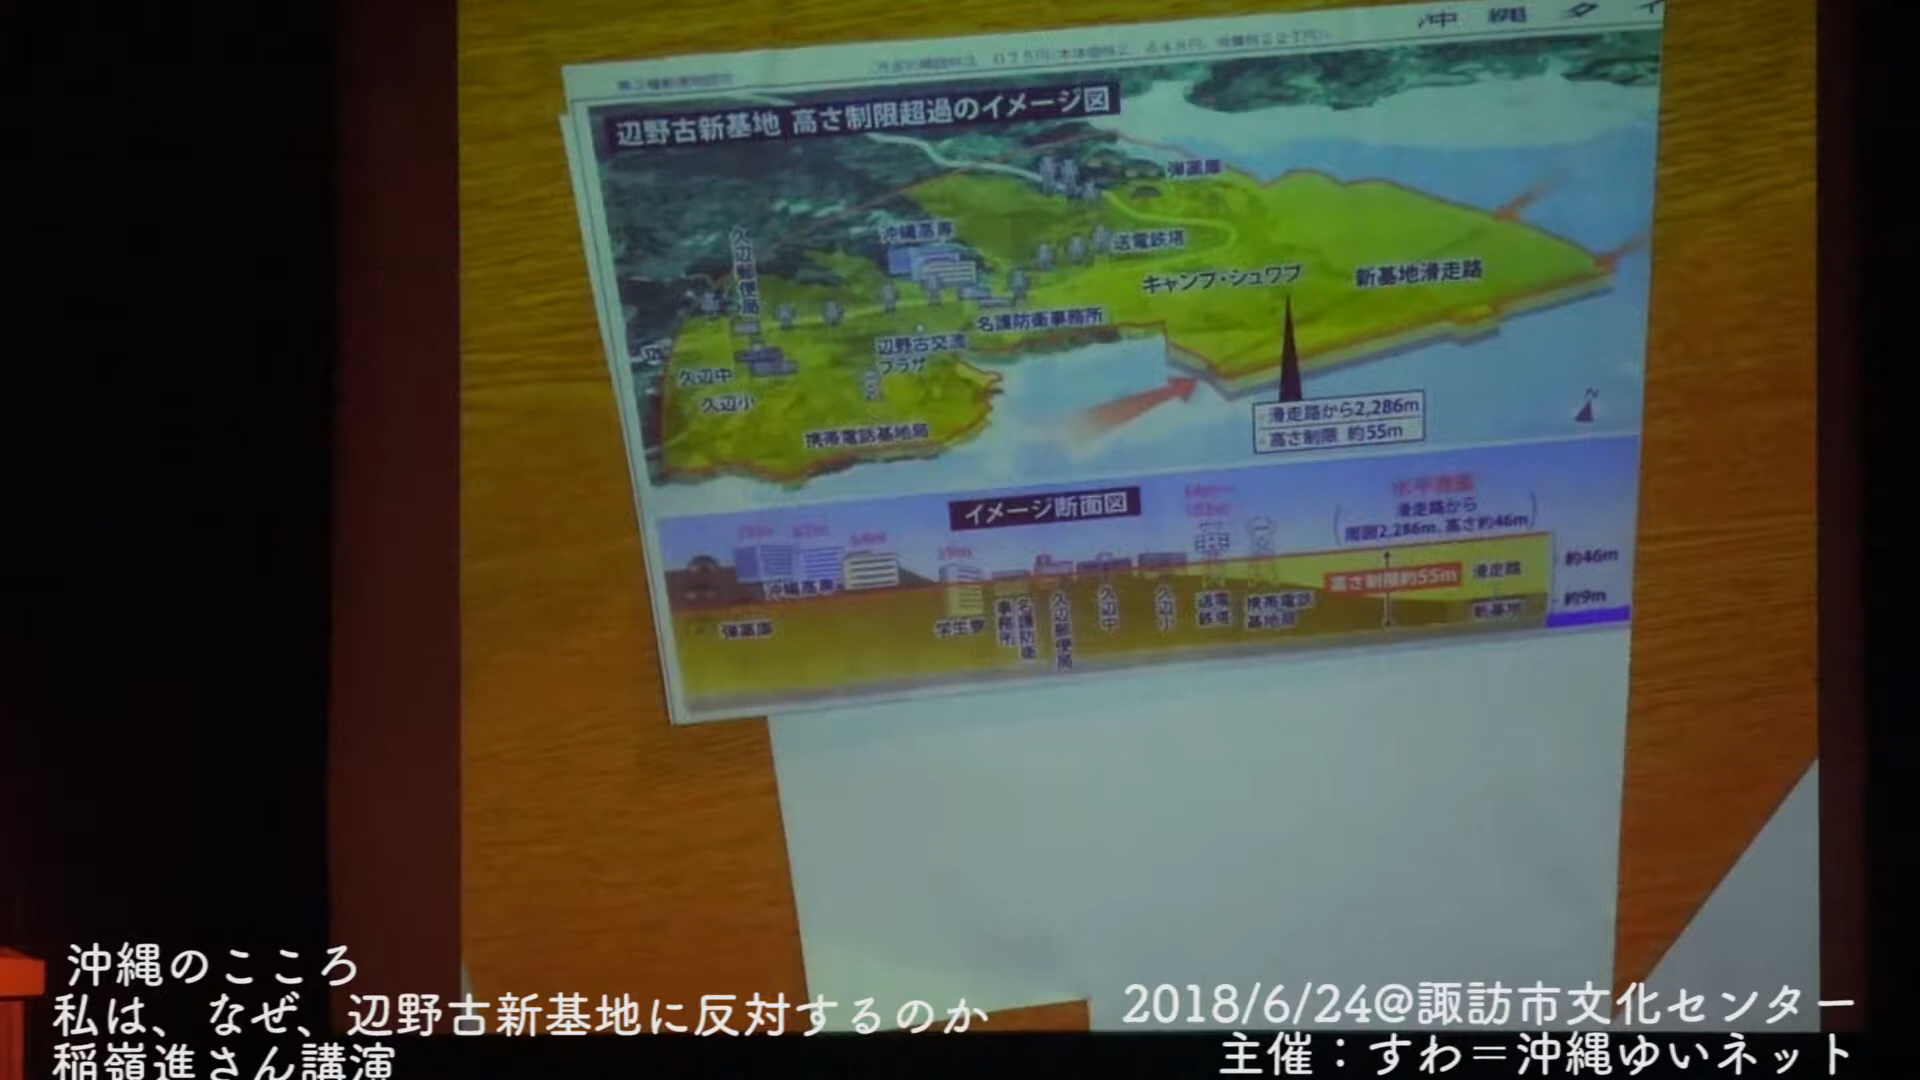 沖縄タイ
辺野古新基地 高さ制限超過のイメージ図
弾薬庫
沖縄高専
久辺郵便局
送電鉄塔
キャンプ・シュワブ
新基地滑走路
名護防衛事務所
辺野古交流
プラザ
久辺中
久辺小
携帯電話基地局
滑走路から2,286m
高さ制限 約55m
N
イメージ断面図
滑走路から
周囲2,286m、高さ約46m
沖縄高専
弾薬庫
学生寮
名護防衛
事務所
久辺郵便局
久辺中
久辺小
送電
鉄塔
携帯電話
基地局
高さ制限約55m
滑走路
新基地
約46m
約9m
沖縄のこころ
私は、なぜ、辺野古新基地に反対するのか
稲嶺進さん講演
2018/6/24@諏訪市文化センター
主催：すわ＝沖縄ゆいネット